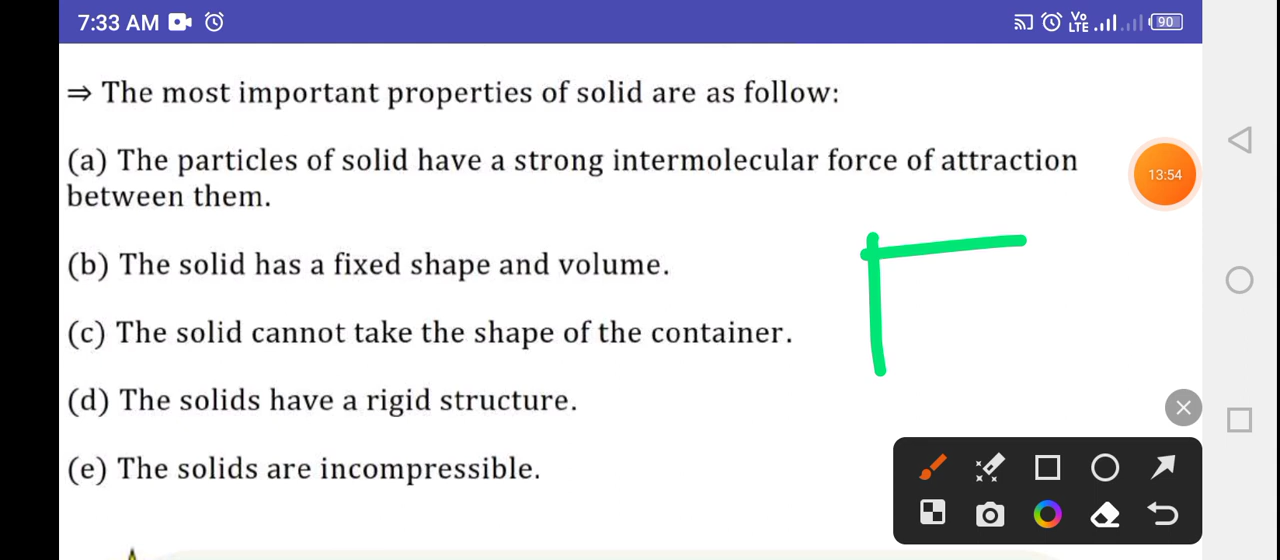 7:33 AM
Vo LTE 90
⇒ The most important properties of solid are as follow:
(a) The particles of solid have a strong intermolecular force of attraction
between them.
13:54
(b) The solid has a fixed shape and volume.
(c) The solid cannot take the shape of the container.
(d) The solids have a rigid structure.
(e) The solids are incompressible.